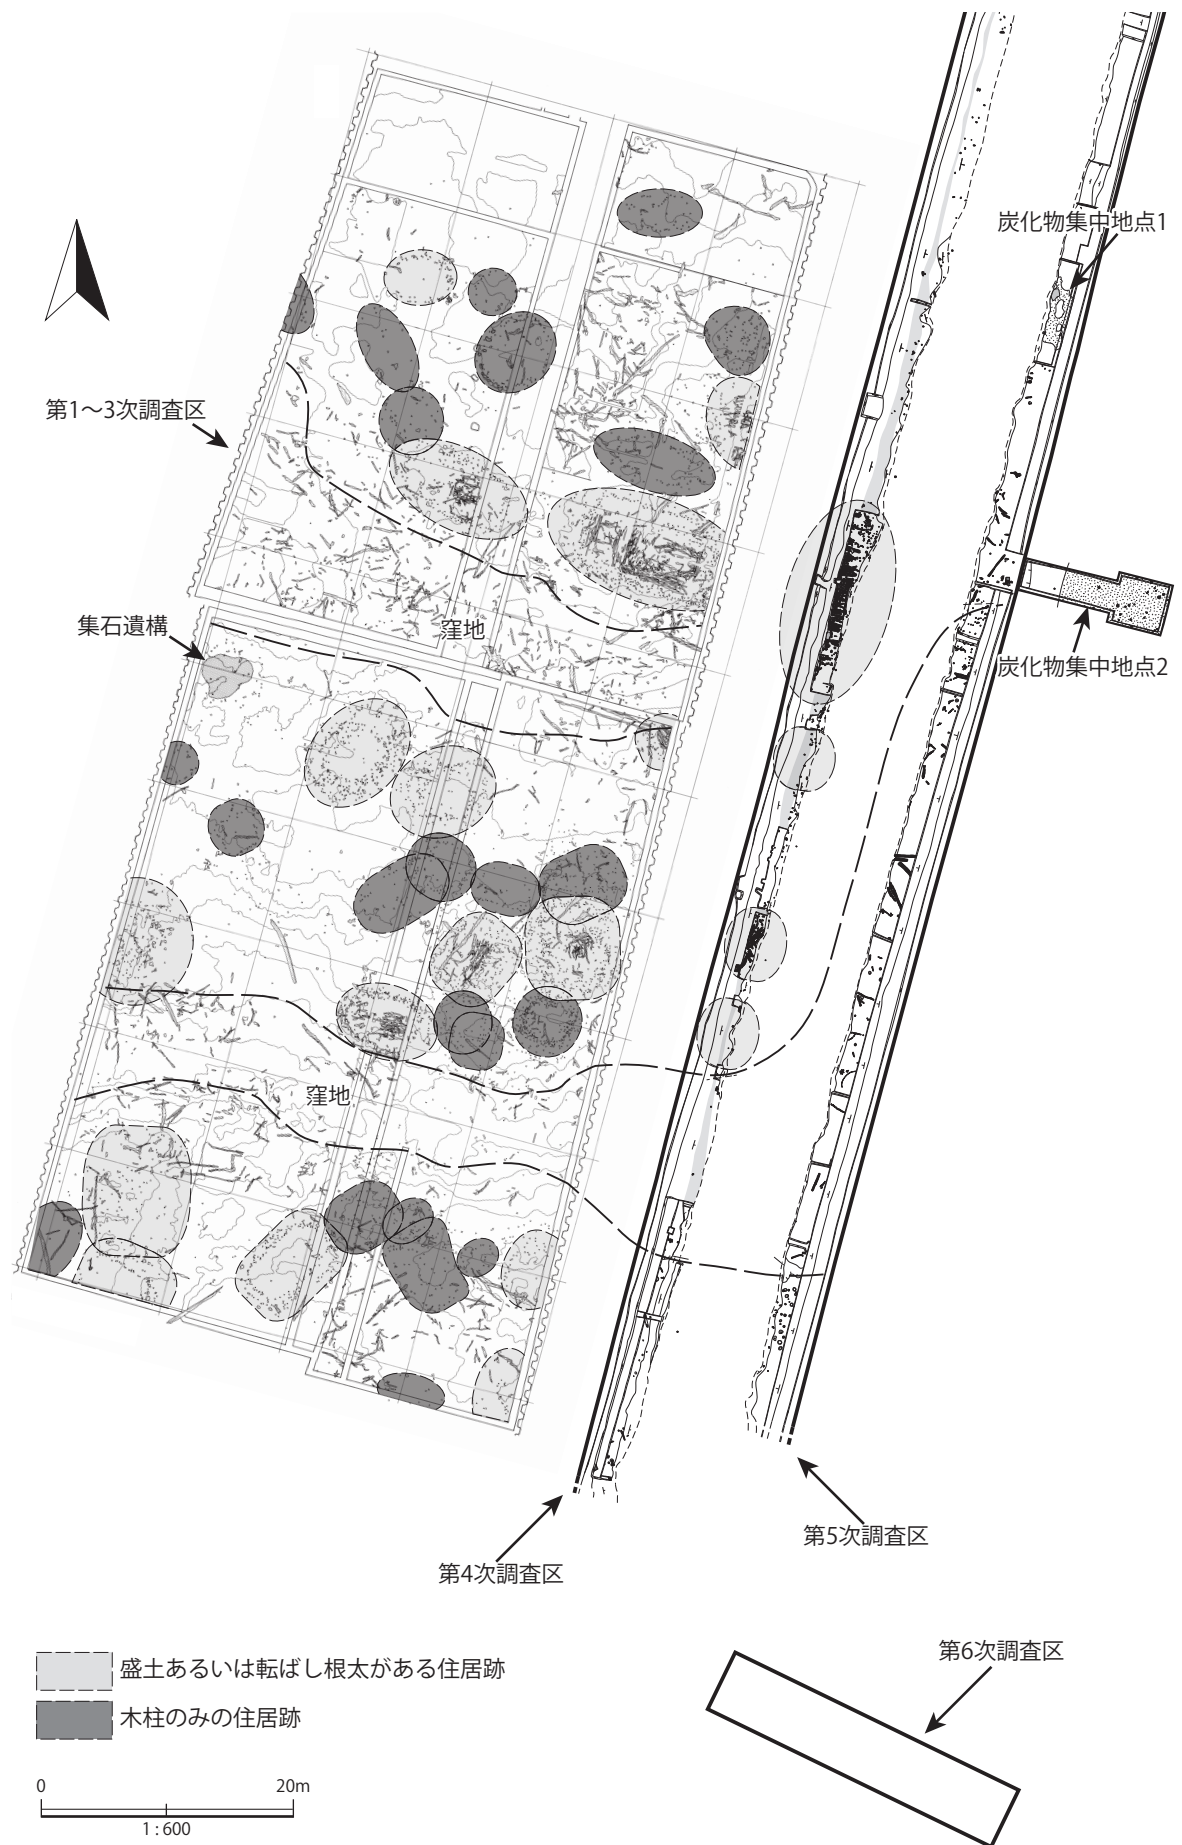 炭化物集中地点1
第1～3次調査区
集石遺構
窪地
炭化物集中地点2
窪地
第5次調査区
第4次調査区
第6次調査区
盛土あるいは転ばし根太がある住居跡
木柱のみの住居跡
0 20m
1 : 600